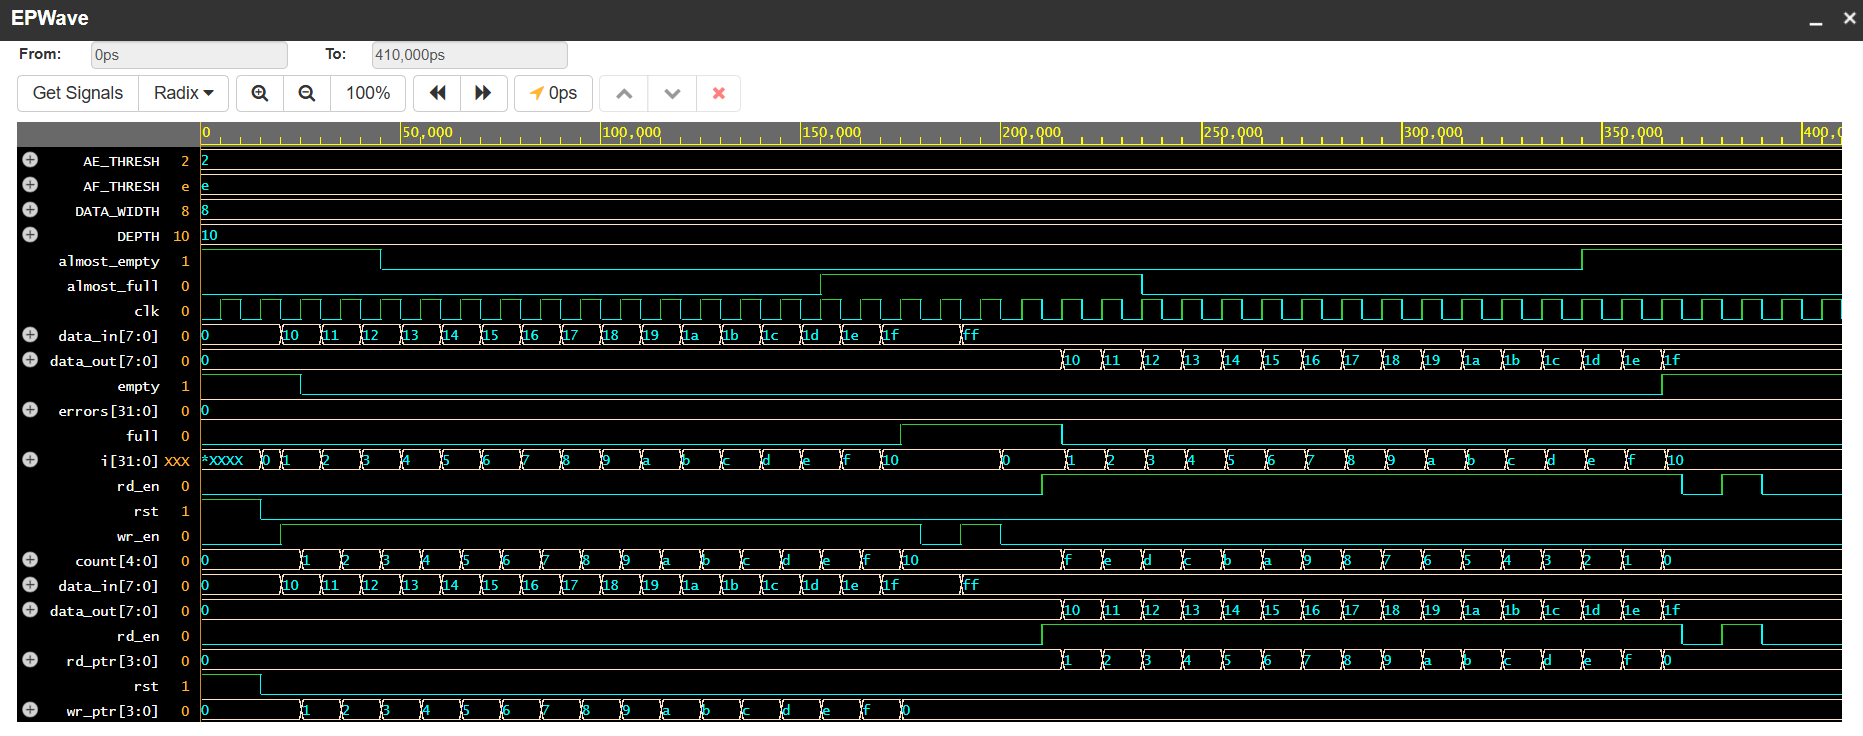 EPWave
From: 0ps To: 410,000ps
Get Signals Radix 100% 0ps
0 50,000 100,000 150,000 200,000 250,000 300,000 350,000 400,0
AE_THRESH 2 2
AF_THRESH e e
DATA_WIDTH 8 8
DEPTH 10 10
almost_empty 1
almost_full 0
clk 0
data_in[7:0] 0 0 10 11 12 13 14 15 16 17 18 19 1a 1b 1c 1d 1e 1f ff
data_out[7:0] 0 0 10 11 12 13 14 15 16 17 18 19 1a 1b 1c 1d 1e 1f
empty 1
errors[31:0] 0 0
full 0
i[31:0] XXX *XXXX 0 1 2 3 4 5 6 7 8 9 a b c d e f 10 0 1 2 3 4 5 6 7 8 9 a b c d e f 10
rd_en 0
rst 1
wr_en 0
count[4:0] 0 0 1 2 3 4 5 6 7 8 9 a b c d e f 10 f e d c b a 9 8 7 6 5 4 3 2 1 0
data_in[7:0] 0 0 10 11 12 13 14 15 16 17 18 19 1a 1b 1c 1d 1e 1f ff
data_out[7:0] 0 0 10 11 12 13 14 15 16 17 18 19 1a 1b 1c 1d 1e 1f
rd_en 0
rd_ptr[3:0] 0 0 1 2 3 4 5 6 7 8 9 a b c d e f 0
rst 1
wr_ptr[3:0] 0 0 1 2 3 4 5 6 7 8 9 a b c d e f 0